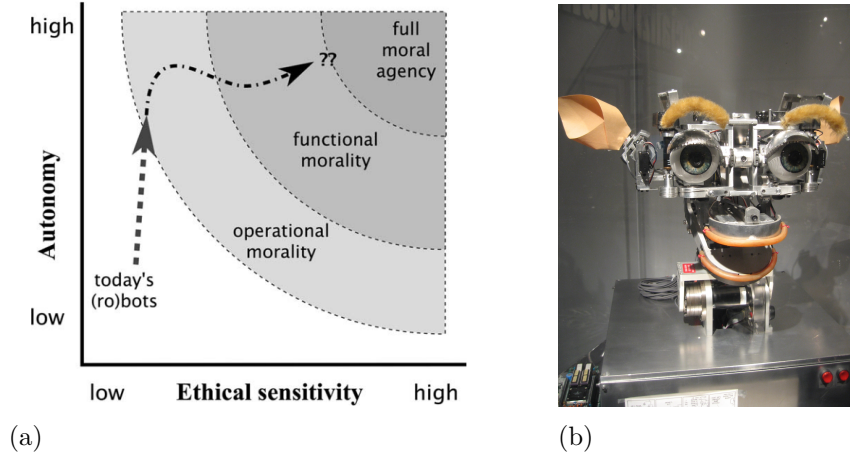 high
full
moral
agency
??
functional
morality
operational
morality
Autonomy
today's
(ro)bots
low
low
Ethical sensitivity
high
(a)
(b)